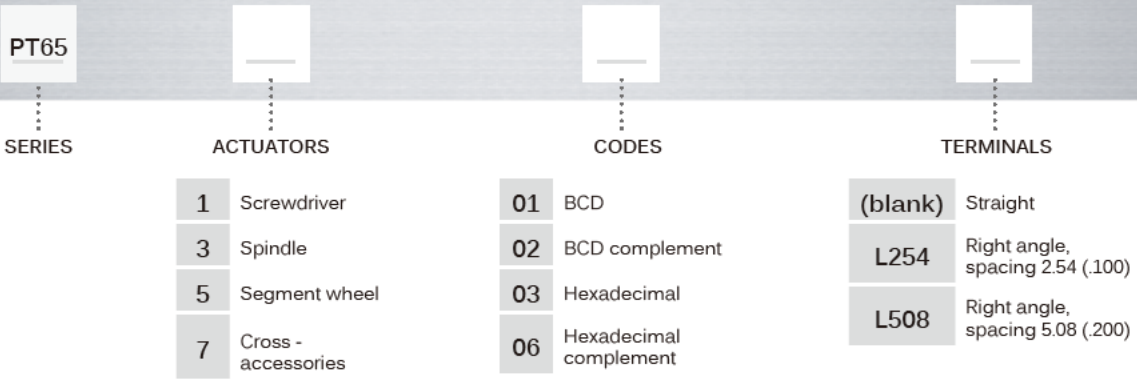 PT65
SERIES
ACTUATORS
CODES
TERMINALS
1 Screwdriver
3 Spindle
5 Segment wheel
7 Cross -
accessories
01 BCD
02 BCD complement
03 Hexadecimal
06 Hexadecimal
complement
(blank) Straight
L254 Right angle,
spacing 2.54 (.100)
L508 Right angle,
spacing 5.08 (.200)